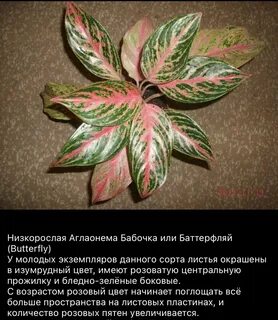 Низкорослая Аглаонема Бабочка или Баттерфляй
(Butterfly)
У молодых экземпляров данного сорта листья окрашены
в изумрудный цвет, имеют розоватую центральную
прожилку и бледно-зелёные боковые.
С возрастом розовый цвет начинает поглощать всё
больше пространства на листовых пластинах, и
количество розовых пятен увеличивается.